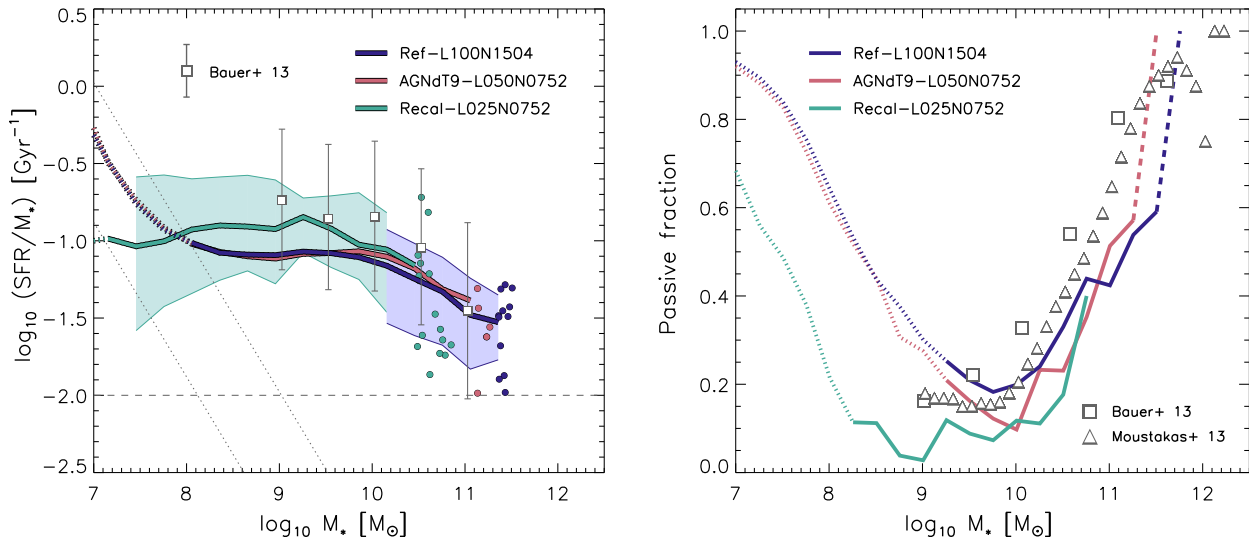 0.5
0.0
−0.5
−1.0
−1.5
−2.0
−2.5
log₁₀ (SFR/M⁎) [Gyr⁻¹]
Bauer+ 13
Ref−L100N1504
AGNdT9−L050N0752
Recal−L025N0752
7 8 9 10 11 12
log₁₀ M⁎ [M⊙]
1.0
0.8
0.6
0.4
0.2
0.0
Passive fraction
Ref−L100N1504
AGNdT9−L050N0752
Recal−L025N0752
Bauer+ 13
Moustakas+ 13
7 8 9 10 11 12
log₁₀ M⁎ [M⊙]